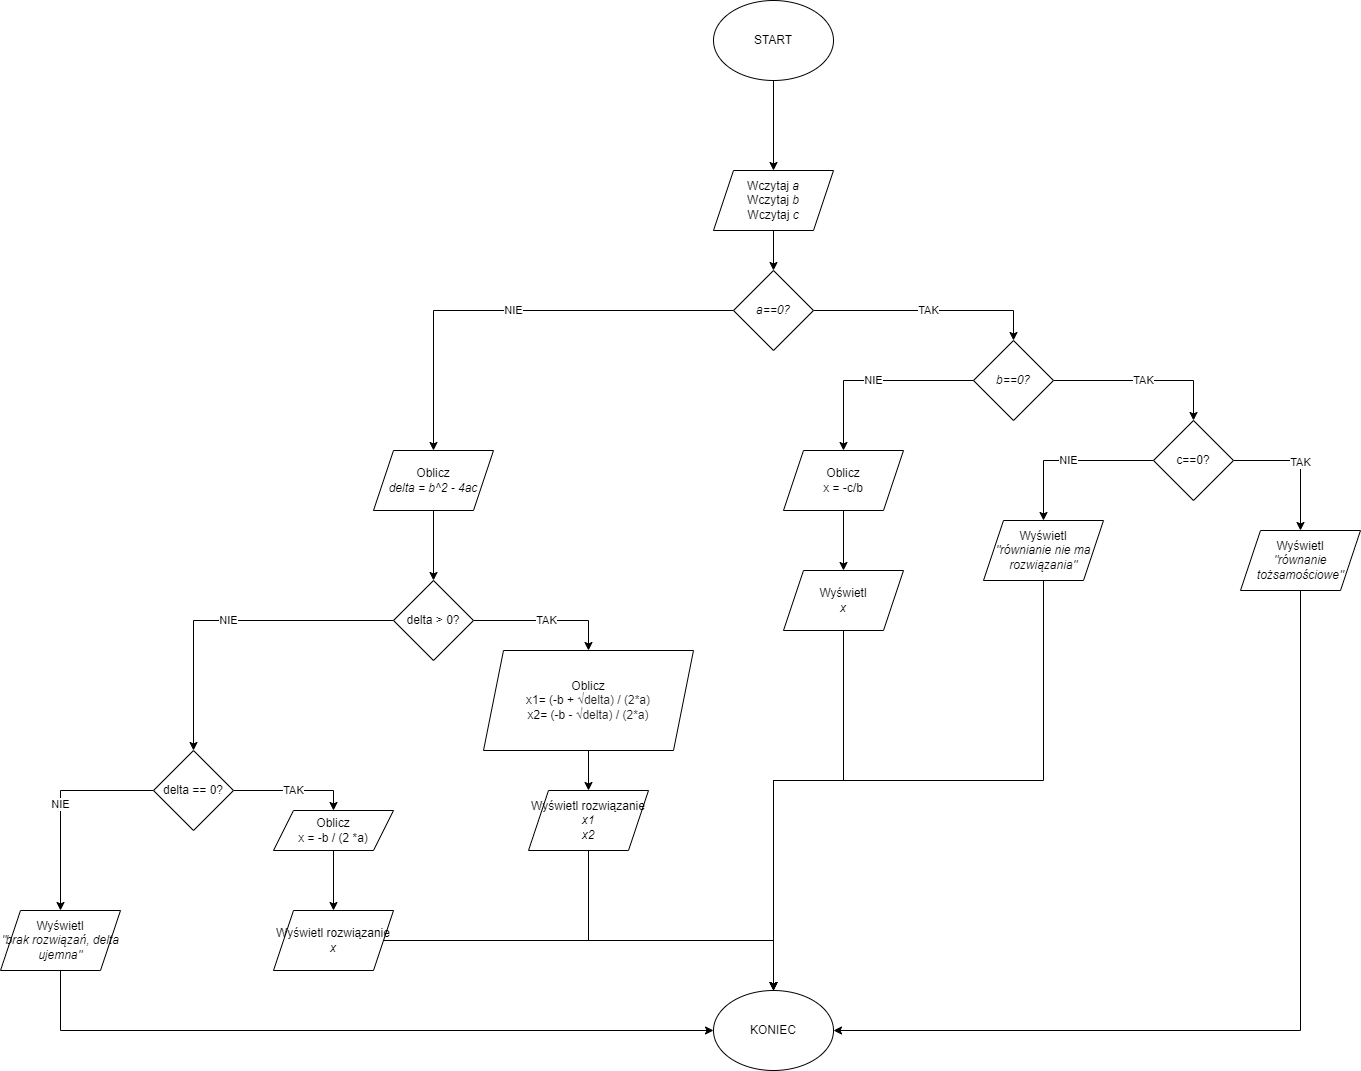 START
Wczytaj a
Wczytaj b
Wczytaj c
a==0?
NIE
TAK
b==0?
NIE
TAK
c==0?
NIE
TAK
Oblicz
delta = b^2 - 4ac
Oblicz
x = -c/b
Wyświetl
"równianie nie ma
rozwiązania"
Wyświetl
"równanie
tożsamościowe"
Wyświetl
x
delta > 0?
NIE
TAK
Oblicz
x1= (-b + √delta) / (2*a)
x2= (-b - √delta) / (2*a)
delta == 0?
NIE
TAK
Oblicz
x = -b / (2 *a)
Wyświetl rozwiązanie
x1
x2
Wyświetl
"brak rozwiązań, delta
ujemna"
Wyświetl rozwiązanie
x
KONIEC